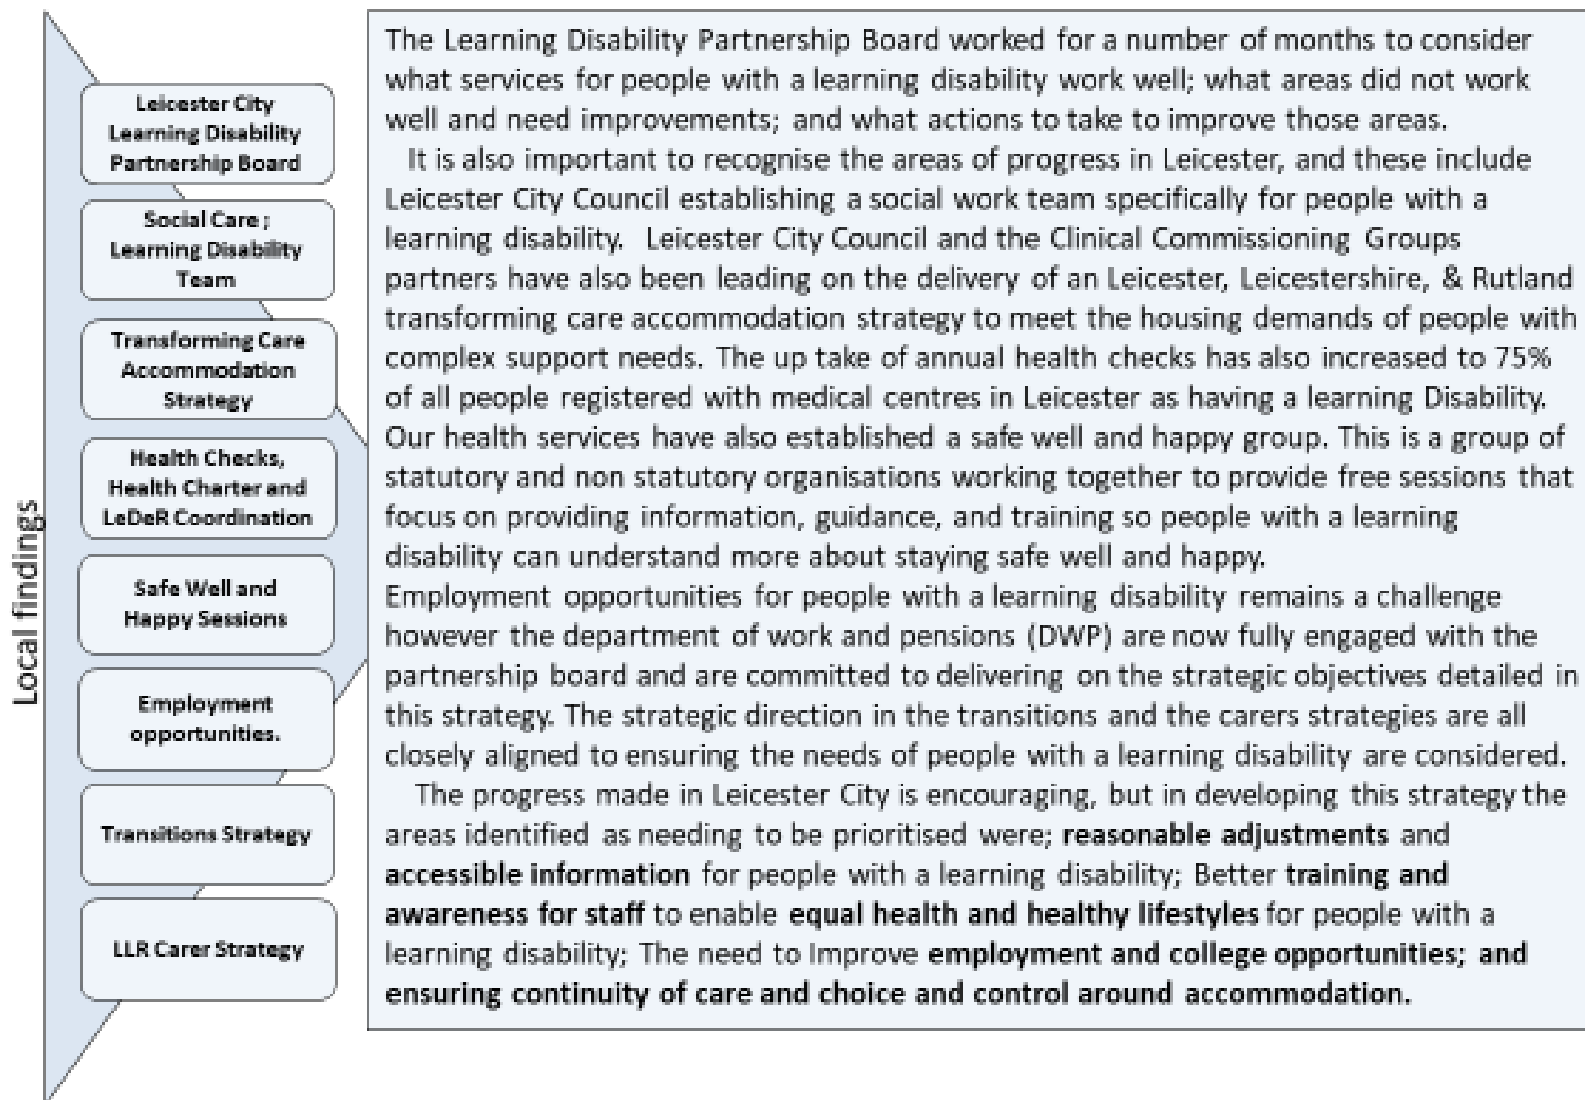 Local findings
Leicester City
Learning Disability
Partnership Board
Social Care ;
Learning Disability
Team
Transforming Care
Accommodation
Strategy
Health Checks,
Health Charter and
LeDeR Coordination
Safe Well and
Happy Sessions
Employment
opportunities.
Transitions Strategy
LLR Carer Strategy
The Learning Disability Partnership Board worked for a number of months to consider
what services for people with a learning disability work well; what areas did not work
well and need improvements; and what actions to take to improve those areas.
It is also important to recognise the areas of progress in Leicester, and these include
Leicester City Council establishing a social work team specifically for people with a
learning disability. Leicester City Council and the Clinical Commissioning Groups
partners have also been leading on the delivery of an Leicester, Leicestershire, & Rutland
transforming care accommodation strategy to meet the housing demands of people with
complex support needs. The up take of annual health checks has also increased to 75%
of all people registered with medical centres in Leicester as having a learning Disability.
Our health services have also established a safe well and happy group. This is a group of
statutory and non statutory organisations working together to provide free sessions that
focus on providing information, guidance, and training so people with a learning
disability can understand more about staying safe well and happy.
Employment opportunities for people with a learning disability remains a challenge
however the department of work and pensions (DWP) are now fully engaged with the
partnership board and are committed to delivering on the strategic objectives detailed in
this strategy. The strategic direction in the transitions and the carers strategies are all
closely aligned to ensuring the needs of people with a learning disability are considered.
The progress made in Leicester City is encouraging, but in developing this strategy the
areas identified as needing to be prioritised were; reasonable adjustments and
accessible information for people with a learning disability; Better training and
awareness for staff to enable equal health and healthy lifestyles for people with a
learning disability; The need to Improve employment and college opportunities; and
ensuring continuity of care and choice and control around accommodation.